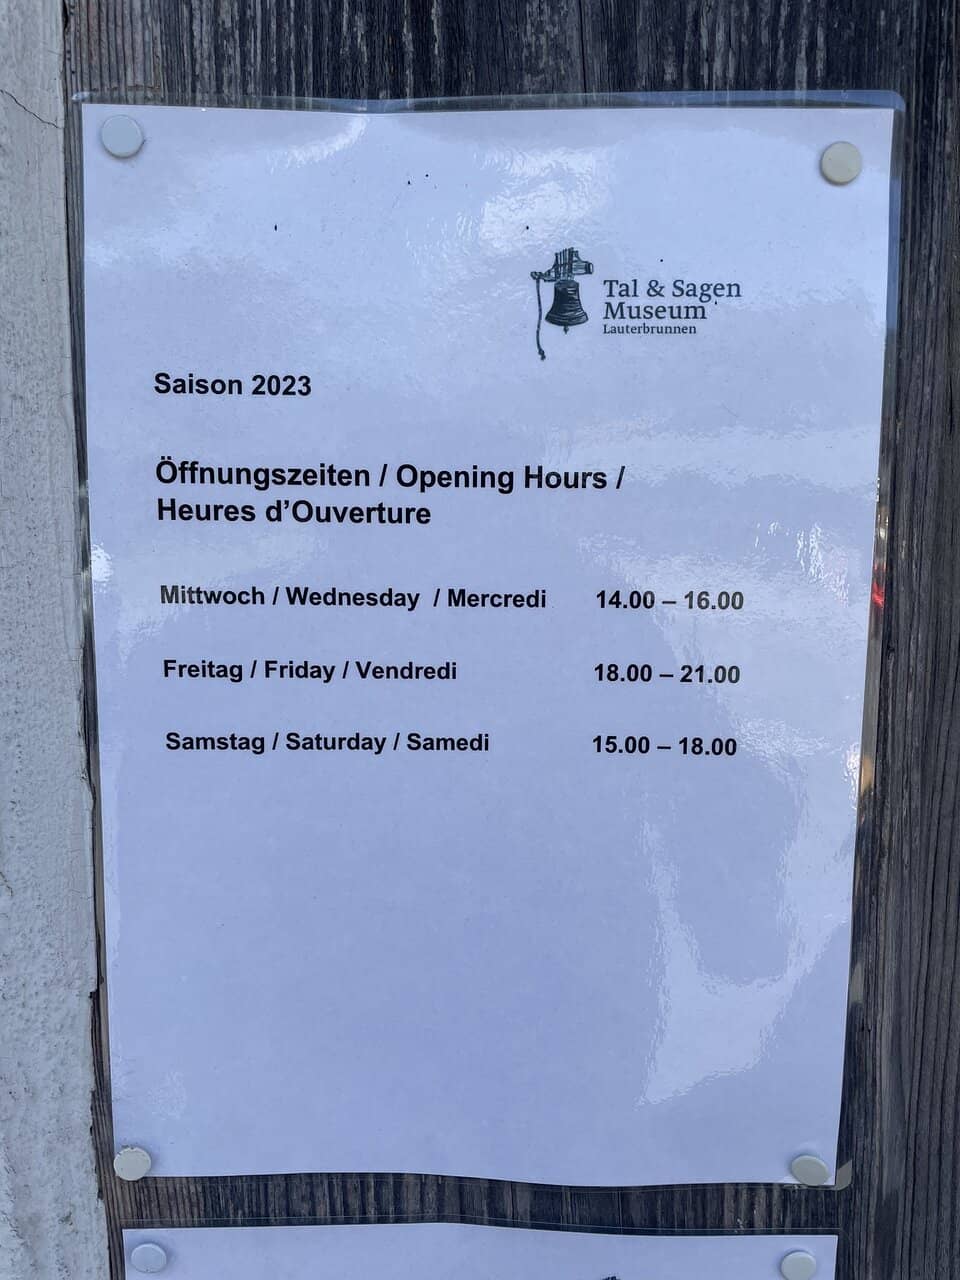 Tal & Sagen
Museum
Lauterbrunnen
Saison 2023
Öffnungszeiten / Opening Hours /
Heures d’Ouverture
Mittwoch / Wednesday / Mercredi 14.00 – 16.00
Freitag / Friday / Vendredi 18.00 – 21.00
Samstag / Saturday / Samedi 15.00 – 18.00